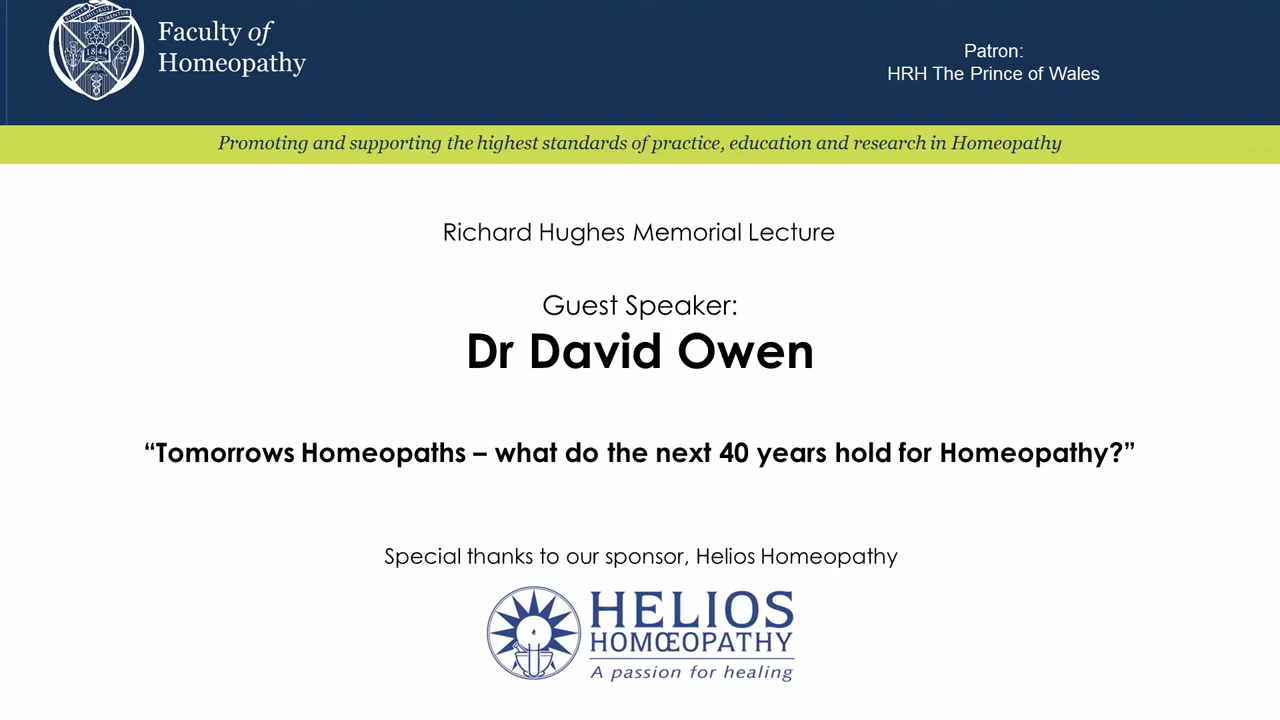 Faculty of
Homeopathy
1844
Patron:
HRH The Prince of Wales
Promoting and supporting the highest standards of practice, education and research in Homeopathy
Richard Hughes Memorial Lecture
Guest Speaker:
Dr David Owen
“Tomorrows Homeopaths – what do the next 40 years hold for Homeopathy?”
Special thanks to our sponsor, Helios Homeopathy
HELIOS
HOMŒOPATHY
A passion for healing